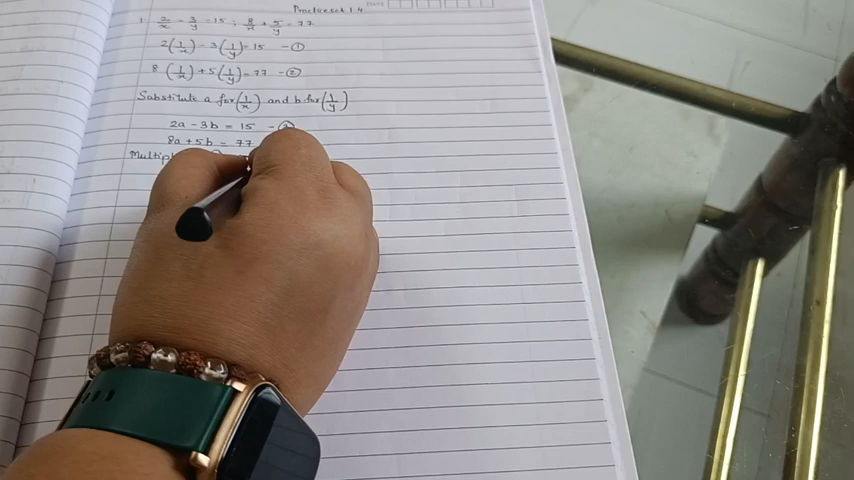 Practice set 1.4
DATE
1. 2/x - 3/y = 15 ; 8/x + 5/y = 77
2(1/x) - 3(1/y) = 15 - ①
8(1/x) + 5(1/y) = 77 - ②
Substitute a for (1/x) and b for (1/y)
2a - 3b = 15 - ③
8a + 5b = 77